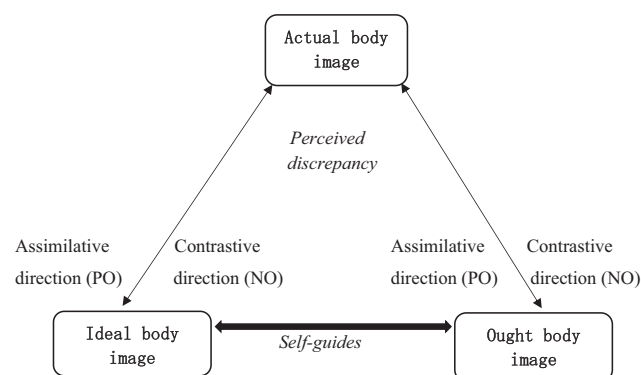 Actual body
image
Perceived
discrepancy
Assimilative
direction (PO)
Contrastive
direction (NO)
Assimilative
direction (PO)
Contrastive
direction (NO)
Ideal body
image
Self-guides
Ought body
image